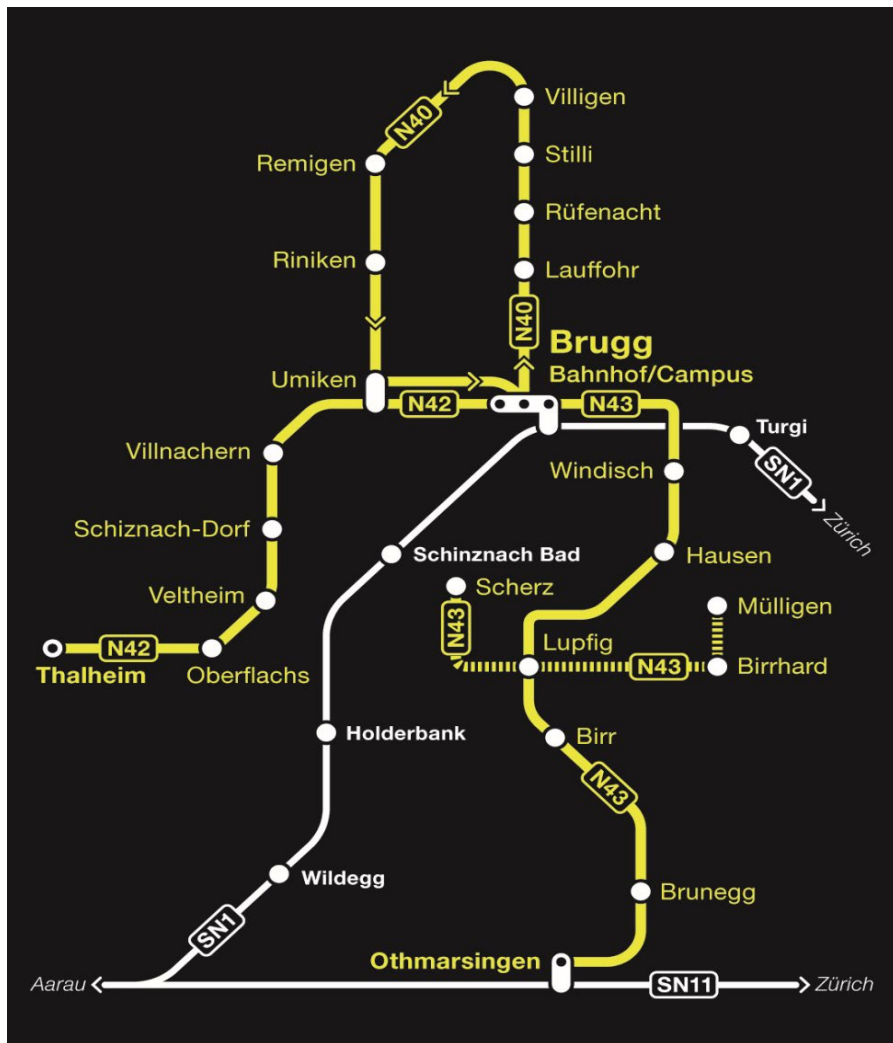 Villigen
N40
Stilli
Remigen
Rüfenacht
Riniken
Lauffohr
N40
Brugg
Bahnhof/Campus
Umiken
N42
N43
Turgi
SN1
Zürich
Villnachern
Windisch
Schiznach-Dorf
Schinznach Bad
Hausen
Scherz
Veltheim
Mülligen
N43
N42
Lupfig
N43
Thalheim
Oberflachs
Birrhard
Holderbank
Birr
N43
Wildegg
Brunegg
SN1
Othmarsingen
Aarau
SN11
Zürich